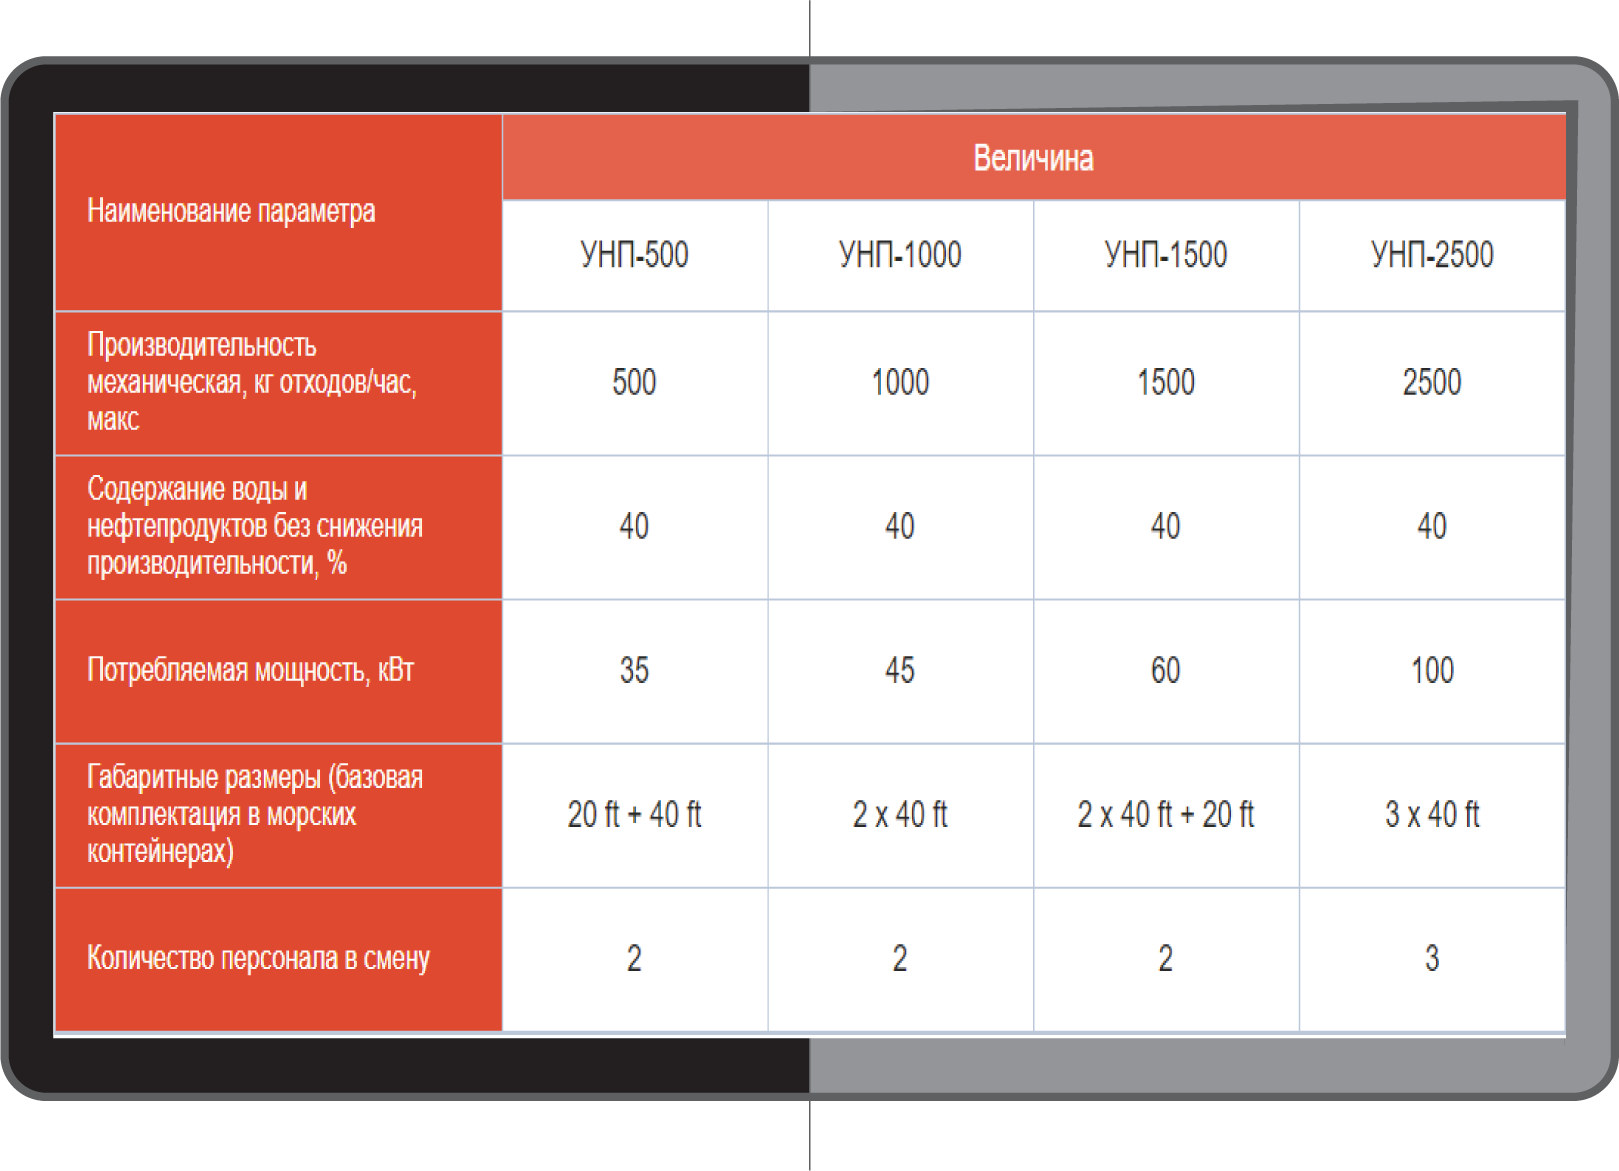 Наименование параметра
Величина
УНП-500 УНП-1000 УНП-1500 УНП-2500
Производительность
механическая, кг отходов/час,
макс
500 1000 1500 2500
Содержание воды и
нефтепродуктов без снижения
производительности, %
40 40 40 40
Потребляемая мощность, кВт
35 45 60 100
Габаритные размеры (базовая
комплектация в морских
контейнерах)
20 ft + 40 ft 2 x 40 ft 2 x 40 ft + 20 ft 3 x 40 ft
Количество персонала в смену
2 2 2 3